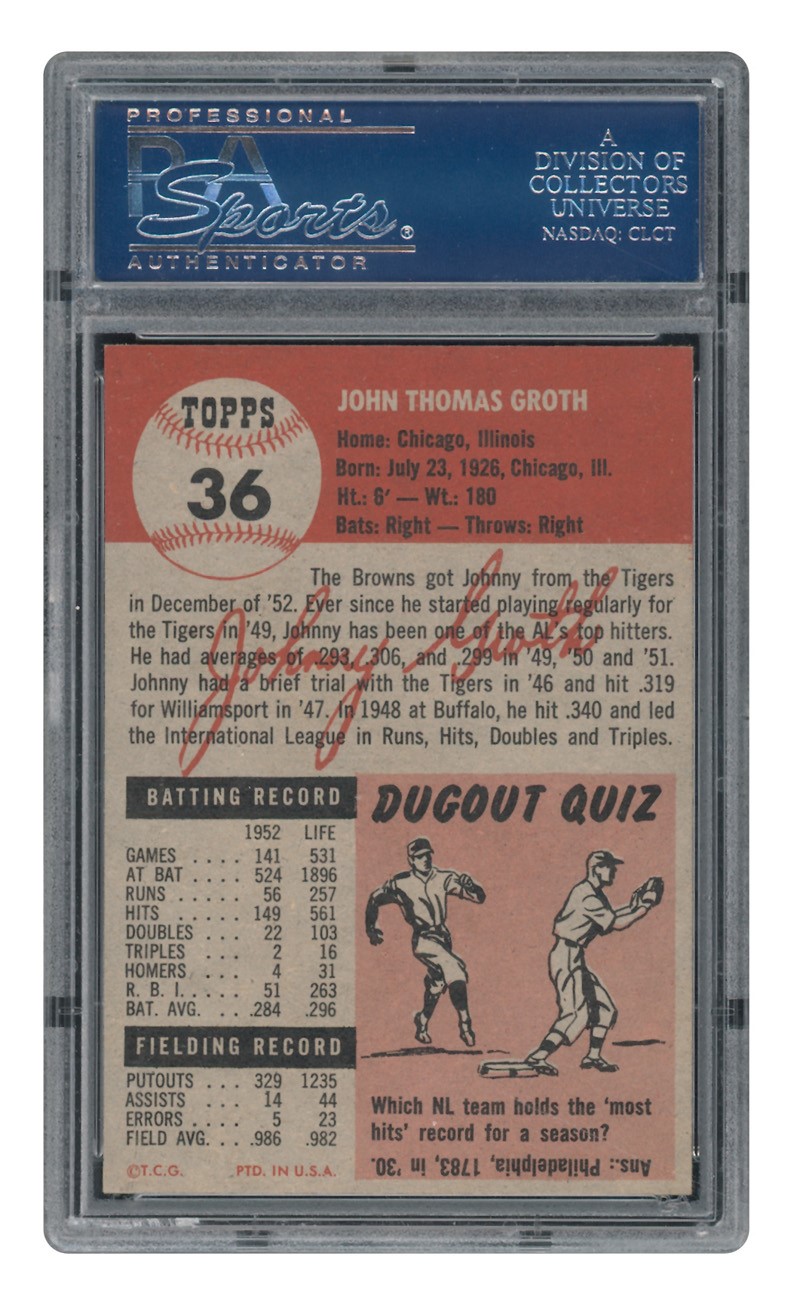 PROFESSIONAL
PSA
Sports®
AUTHENTICATOR
A
DIVISION OF
COLLECTORS
UNIVERSE
NASDAQ: CLCT
TOPPS
36
JOHN THOMAS GROTH
Home: Chicago, Illinois
Born: July 23, 1926, Chicago, Ill.
Ht.: 6' — Wt.: 180
Bats: Right — Throws: Right
The Browns got Johnny from the Tigers
in December of '52. Ever since he started playing regularly for
the Tigers in '49, Johnny has been one of the AL's top hitters.
He had averages of .293, .306, and .299 in '49, '50 and '51.
Johnny had a brief trial with the Tigers in '46 and hit .319
for Williamsport in '47. In 1948 at Buffalo, he hit .340 and led
the International League in Runs, Hits, Doubles and Triples.
Johnny Groth
BATTING RECORD
1952 LIFE
GAMES .... 141 531
AT BAT .... 524 1896
RUNS ..... 56 257
HITS ..... 149 561
DOUBLES ... 22 103
TRIPLES ... 2 16
HOMERS ... 4 31
R. B. I. .... 51 263
BAT. AVG. ... .284 .296
FIELDING RECORD
PUTOUTS ... 329 1235
ASSISTS ... 14 44
ERRORS .... 5 23
FIELD AVG. ... .986 .982
©T.C.G. PTD. IN U.S.A.
DUGOUT QUIZ
Which NL team holds the 'most
hits' record for a season?
Ans.: Philadelphia, 1783, in '30.